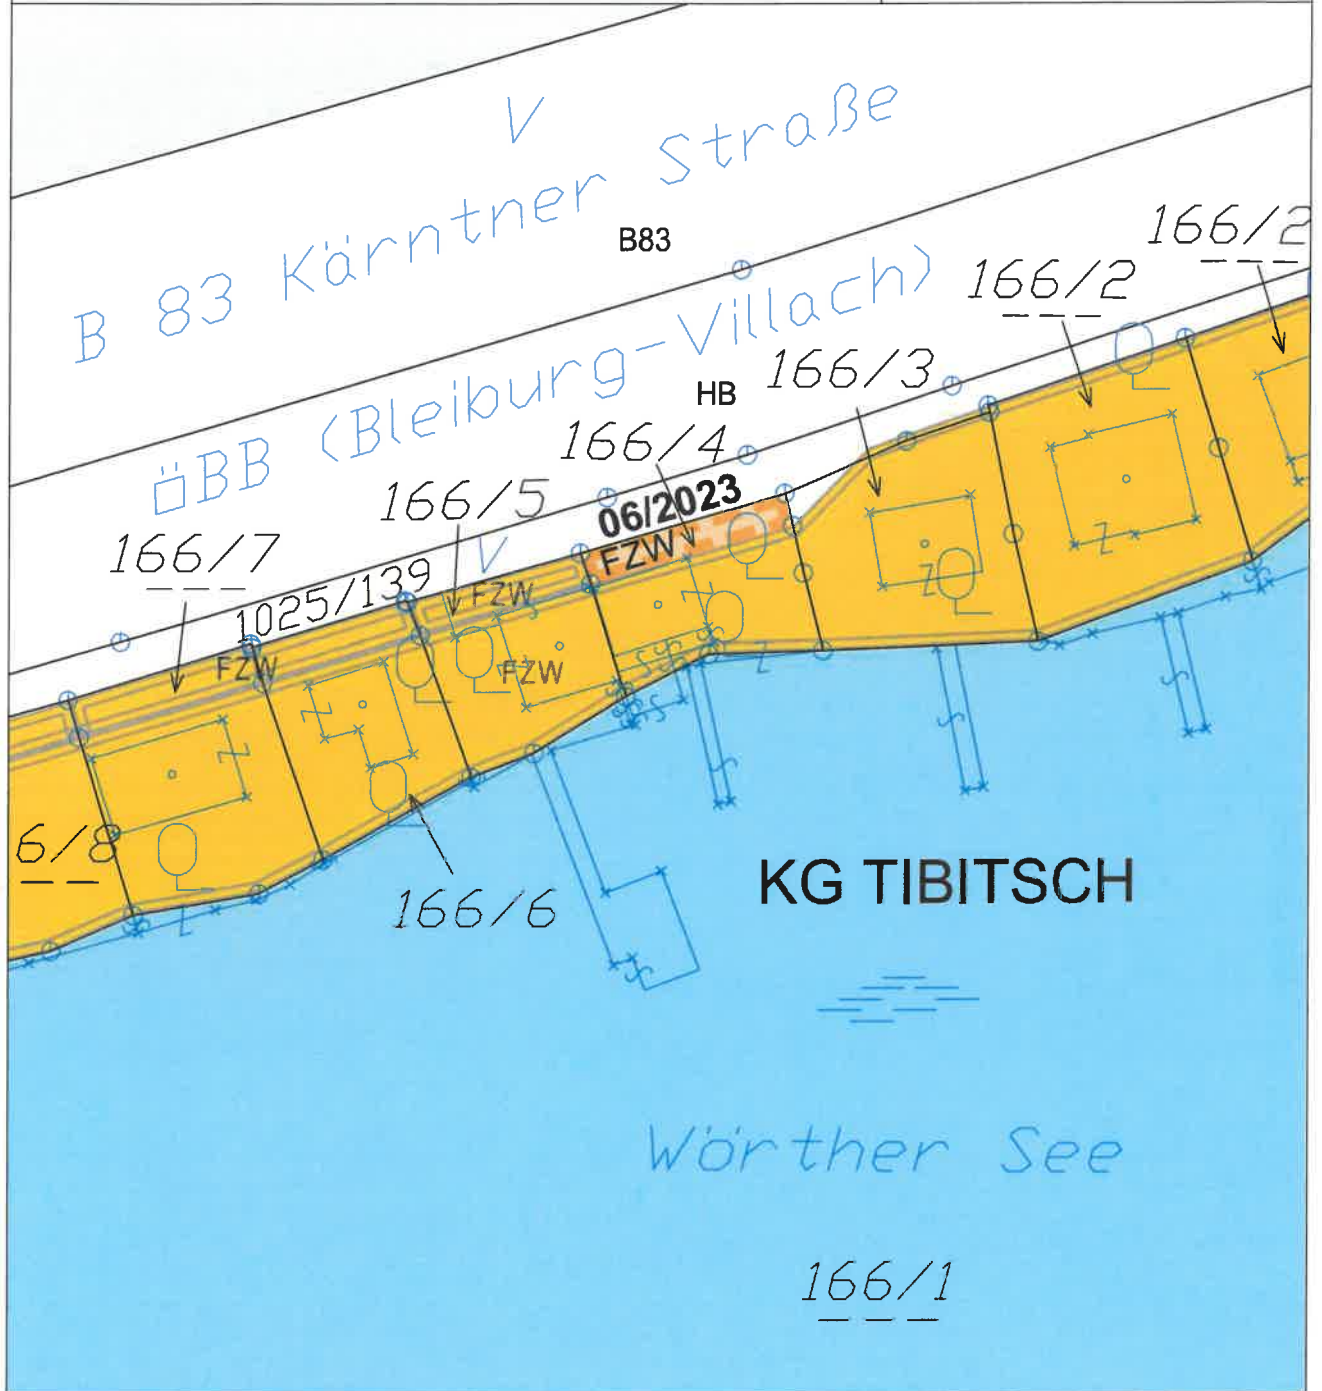 V
B 83 Kärntner Straße
B83
166/2
166/2
ÖBB (Bleiburg-Villach)
166/3
HB
166/4
166/5
06/2023
FZW
V
166/7
1025/139
FZW
FZW
FZW
Z
Z
Z
Z
Z
Z
Z
6/8
166/6
KG TIBITSCH
Wörther See
166/1